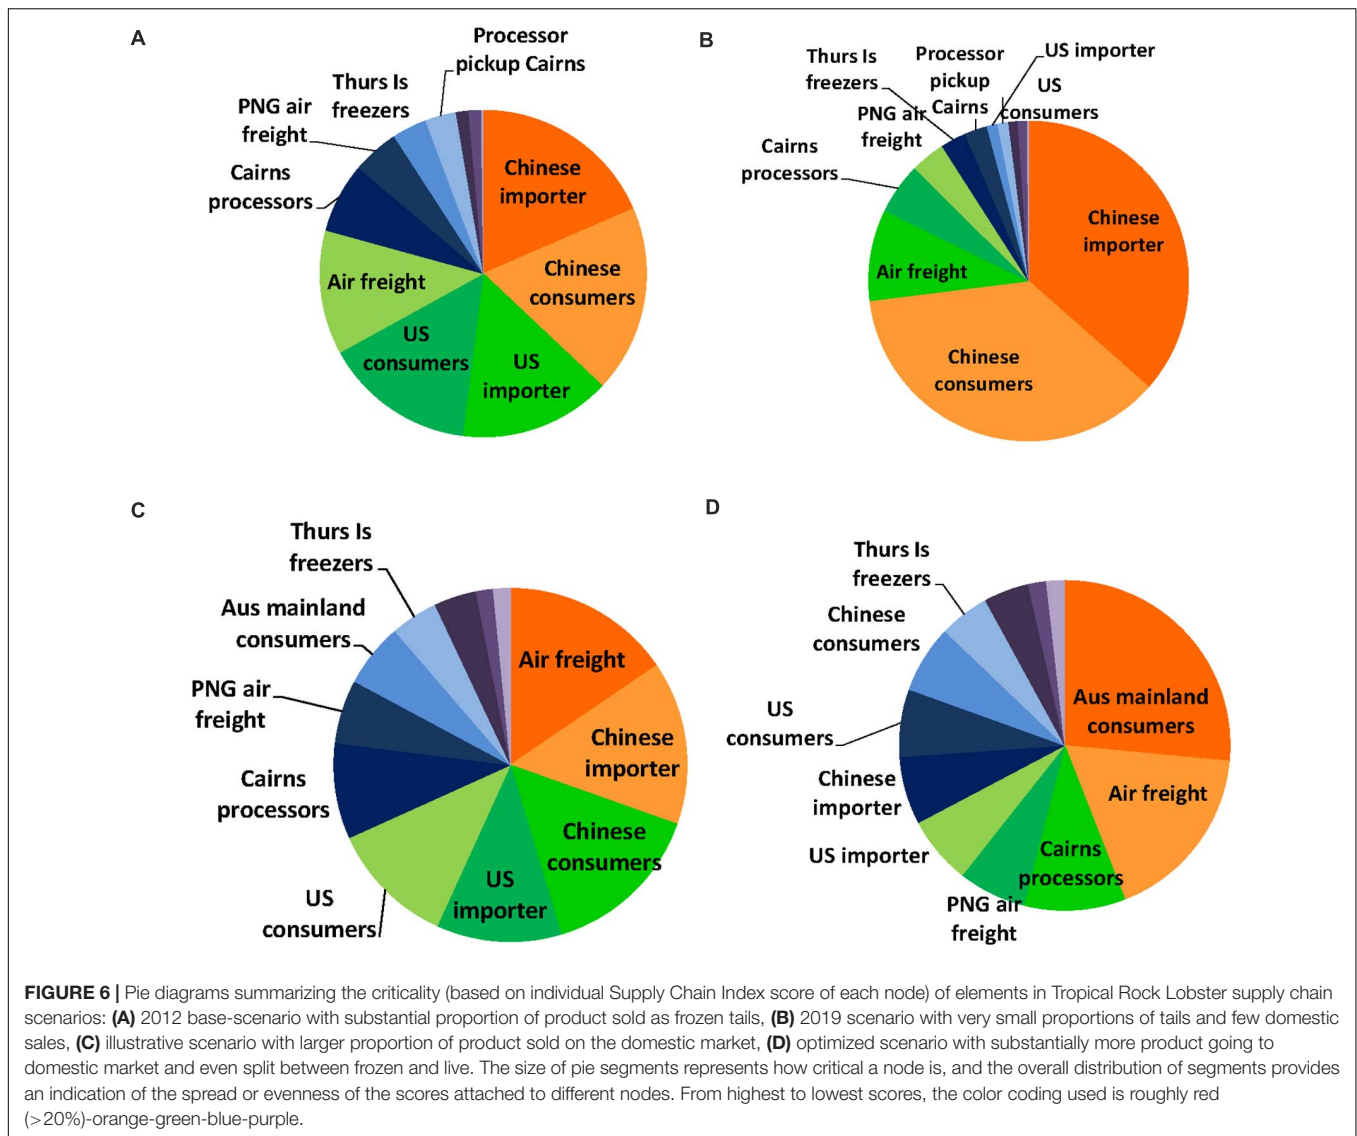 A
Processor
pickup Cairns
Thurs Is
freezers
PNG air
freight
Cairns
processors
Chinese
importer
Chinese
consumers
Air freight
US
consumers
US
importer
B
US importer
Processor
pickup
Cairns
Thurs Is
freezers
US
consumers
PNG air
freight
Cairns
processors
Chinese
importer
Air freight
Chinese
consumers
C
Thurs Is
freezers
Aus mainland
consumers
PNG air
freight
Cairns
processors
US
consumers
Air freight
Chinese
importer
Chinese
consumers
US
importer
D
Thurs Is
freezers
Chinese
consumers
US
consumers
Chinese
importer
US importer
PNG air
freight
Aus mainland
consumers
Air freight
Cairns
processors
FIGURE 6 | Pie diagrams summarizing the criticality (based on individual Supply Chain Index score of each node) of elements in Tropical Rock Lobster supply chain
scenarios: (A) 2012 base-scenario with substantial proportion of product sold as frozen tails, (B) 2019 scenario with very small proportions of tails and few domestic
sales, (C) illustrative scenario with larger proportion of product sold on the domestic market, (D) optimized scenario with substantially more product going to
domestic market and even split between frozen and live. The size of pie segments represents how critical a node is, and the overall distribution of segments provides
an indication of the spread or evenness of the scores attached to different nodes. From highest to lowest scores, the color coding used is roughly red
(>20%)-orange-green-blue-purple.